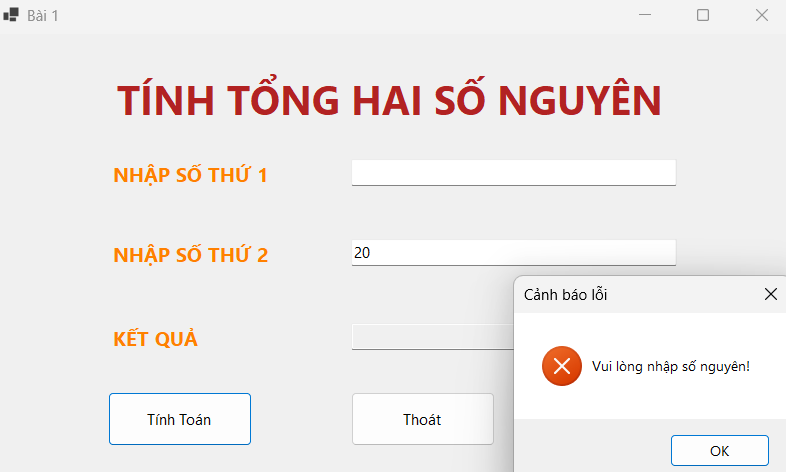 Bài 1
TÍNH TỔNG HAI SỐ NGUYÊN
NHẬP SỐ THỨ 1
NHẬP SỐ THỨ 2
20
KẾT QUẢ
Tính Toán
Thoát
Cảnh báo lỗi
Vui lòng nhập số nguyên!
OK